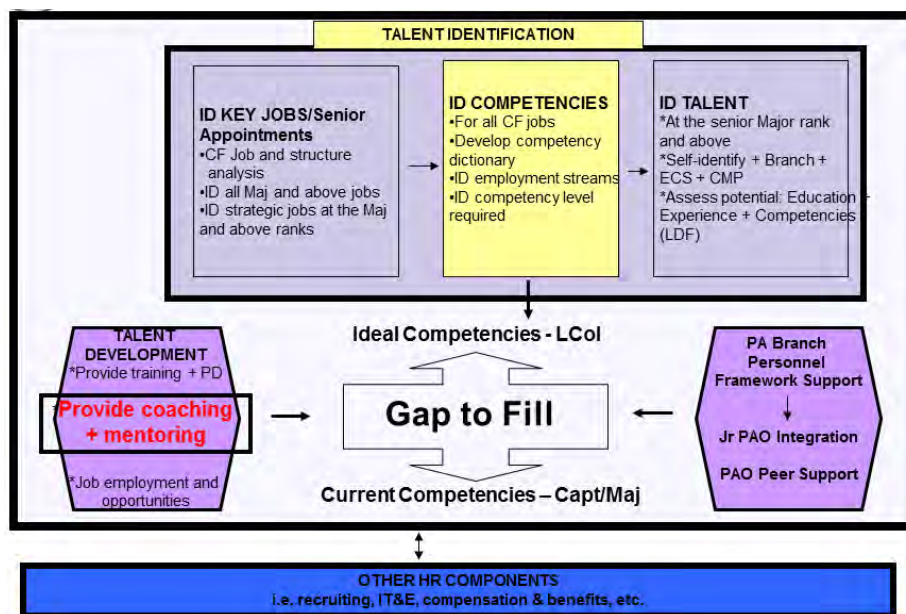 TALENT IDENTIFICATION
ID KEY JOBS/Senior
Appointments
•CF Job and structure
analysis
•ID all Maj and above jobs
•ID strategic jobs at the Maj
and above ranks
ID COMPETENCIES
•For all CF jobs
•Develop competency
dictionary
•ID employment streams
•ID competency level
required
ID TALENT
*At the senior Major rank
and above
*Self-identify + Branch +
ECS + CMP
*Assess potential: Education +
Experience + Competencies
(LDF)
Ideal Competencies - LCol
TALENT
DEVELOPMENT
*Provide training + PD
*Provide coaching
+ mentoring
*Job employment and
opportunities
Gap to Fill
PA Branch
Personnel
Framework Support
Jr PAO Integration
PAO Peer Support
Current Competencies – Capt/Maj
OTHER HR COMPONENTS
i.e. recruiting, IT&E, compensation & benefits, etc.